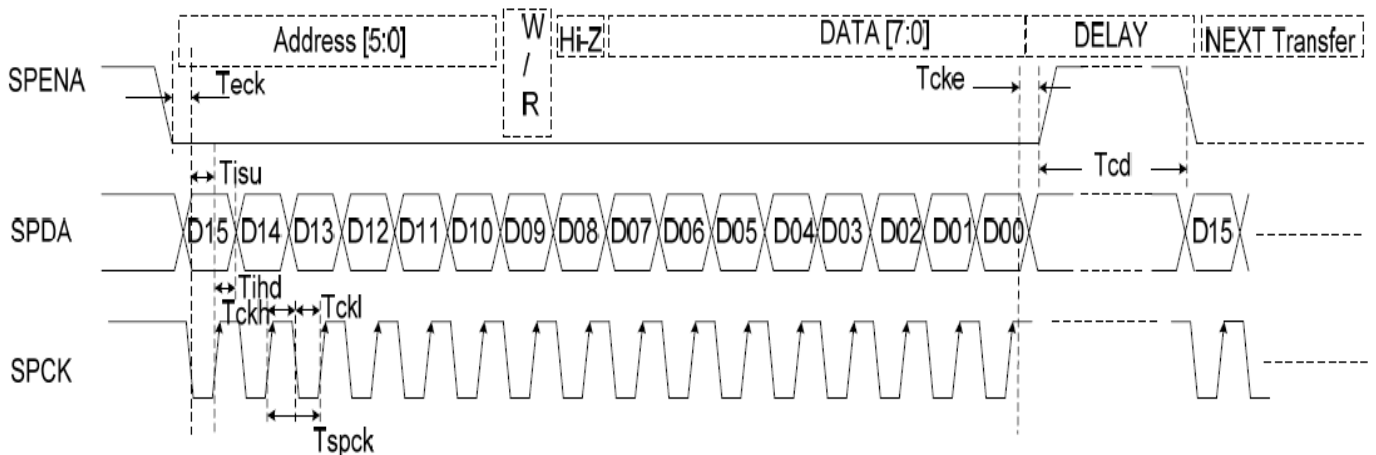 Address [5:0] W / R Hi-Z DATA [7:0] DELAY NEXT Transfer
SPENA Teck Tcke
Tisu Tcd
SPDA D15 D14 D13 D12 D11 D10 D09 D08 D07 D06 D05 D04 D03 D02 D01 D00 D15
Tihd
Tckh Tckl
SPCK
Tspck